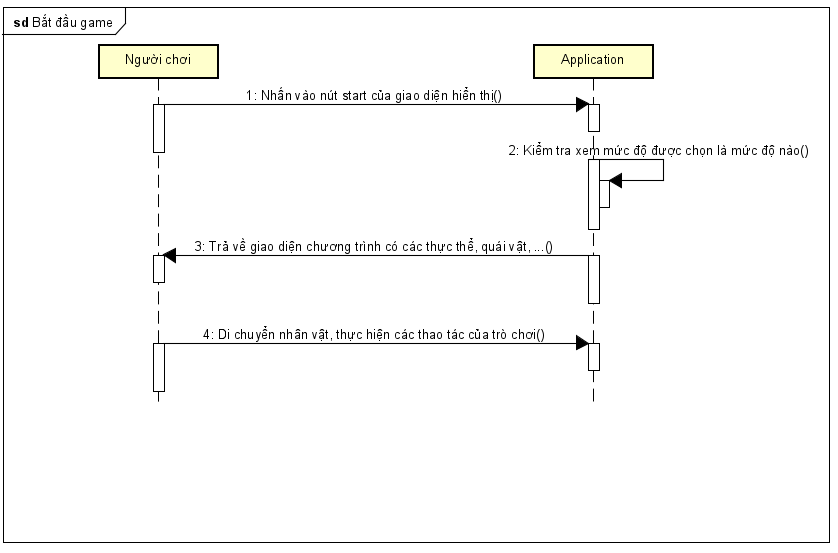 sd Bắt đầu game
Người chơi
Application
1: Nhấn vào nút start của giao diện hiển thị()
2: Kiểm tra xem mức độ được chọn là mức độ nào()
3: Trả về giao diện chương trình có các thực thể, quái vật, ...()
4: Di chuyển nhân vật, thực hiện các thao tác của trò chơi()